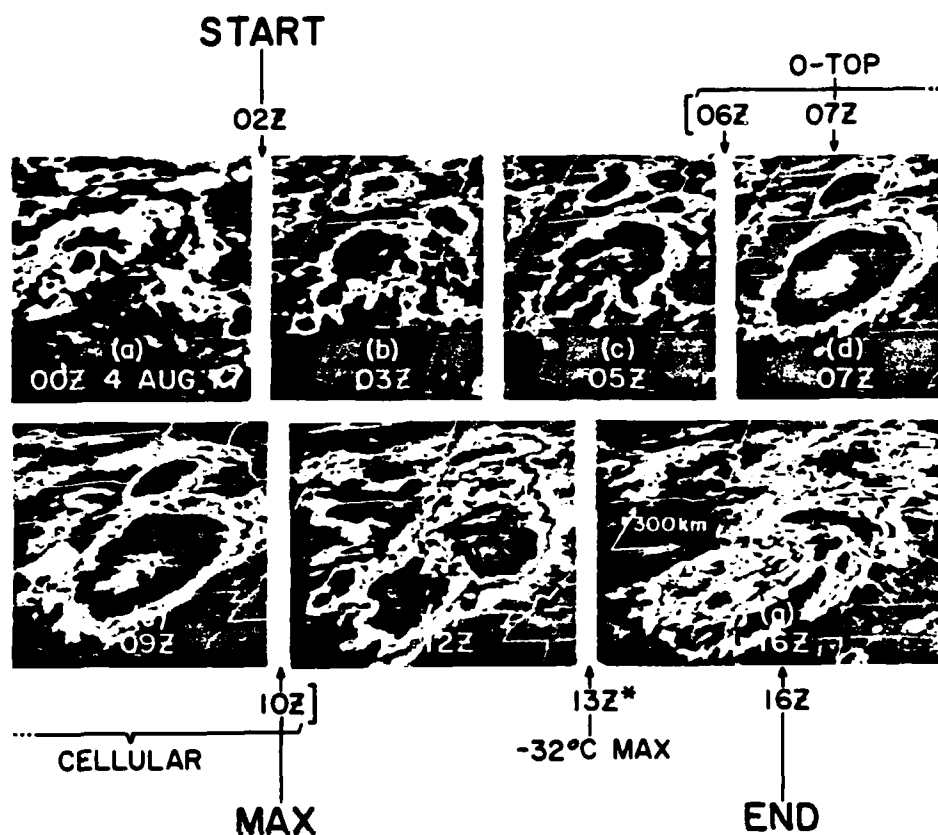 START
O-TOP
02Z
[06Z 07Z
(a)
00Z 4 AUG
(b)
03Z
(c)
05Z
(d)
07Z
300km
09Z
12Z
(g)
16Z
10Z]
13Z*
16Z
CELLULAR
-32°C MAX
MAX
END